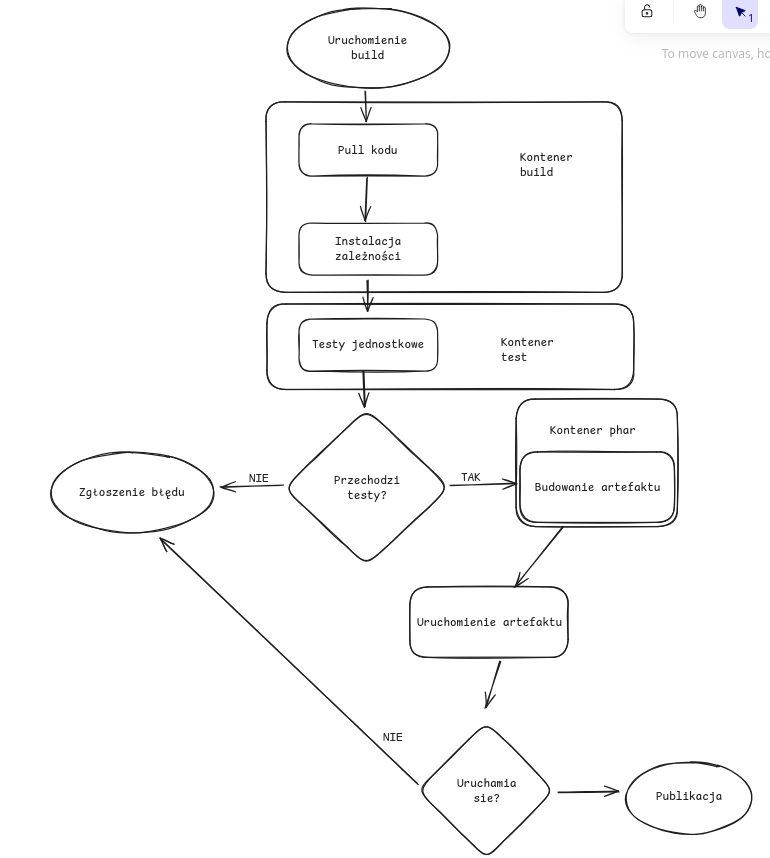 1
To move canvas, ho
Uruchomienie
build
Pull kodu
Kontener
build
Instalacja
zależności
Testy jednostkowe
Kontener
test
Kontener phar
Przechodzi
testy?
NIE
TAK
Zgłoszenie błędu
Budowanie artefaktu
Uruchomienie artefaktu
NIE
Uruchamia
sie?
Publikacja